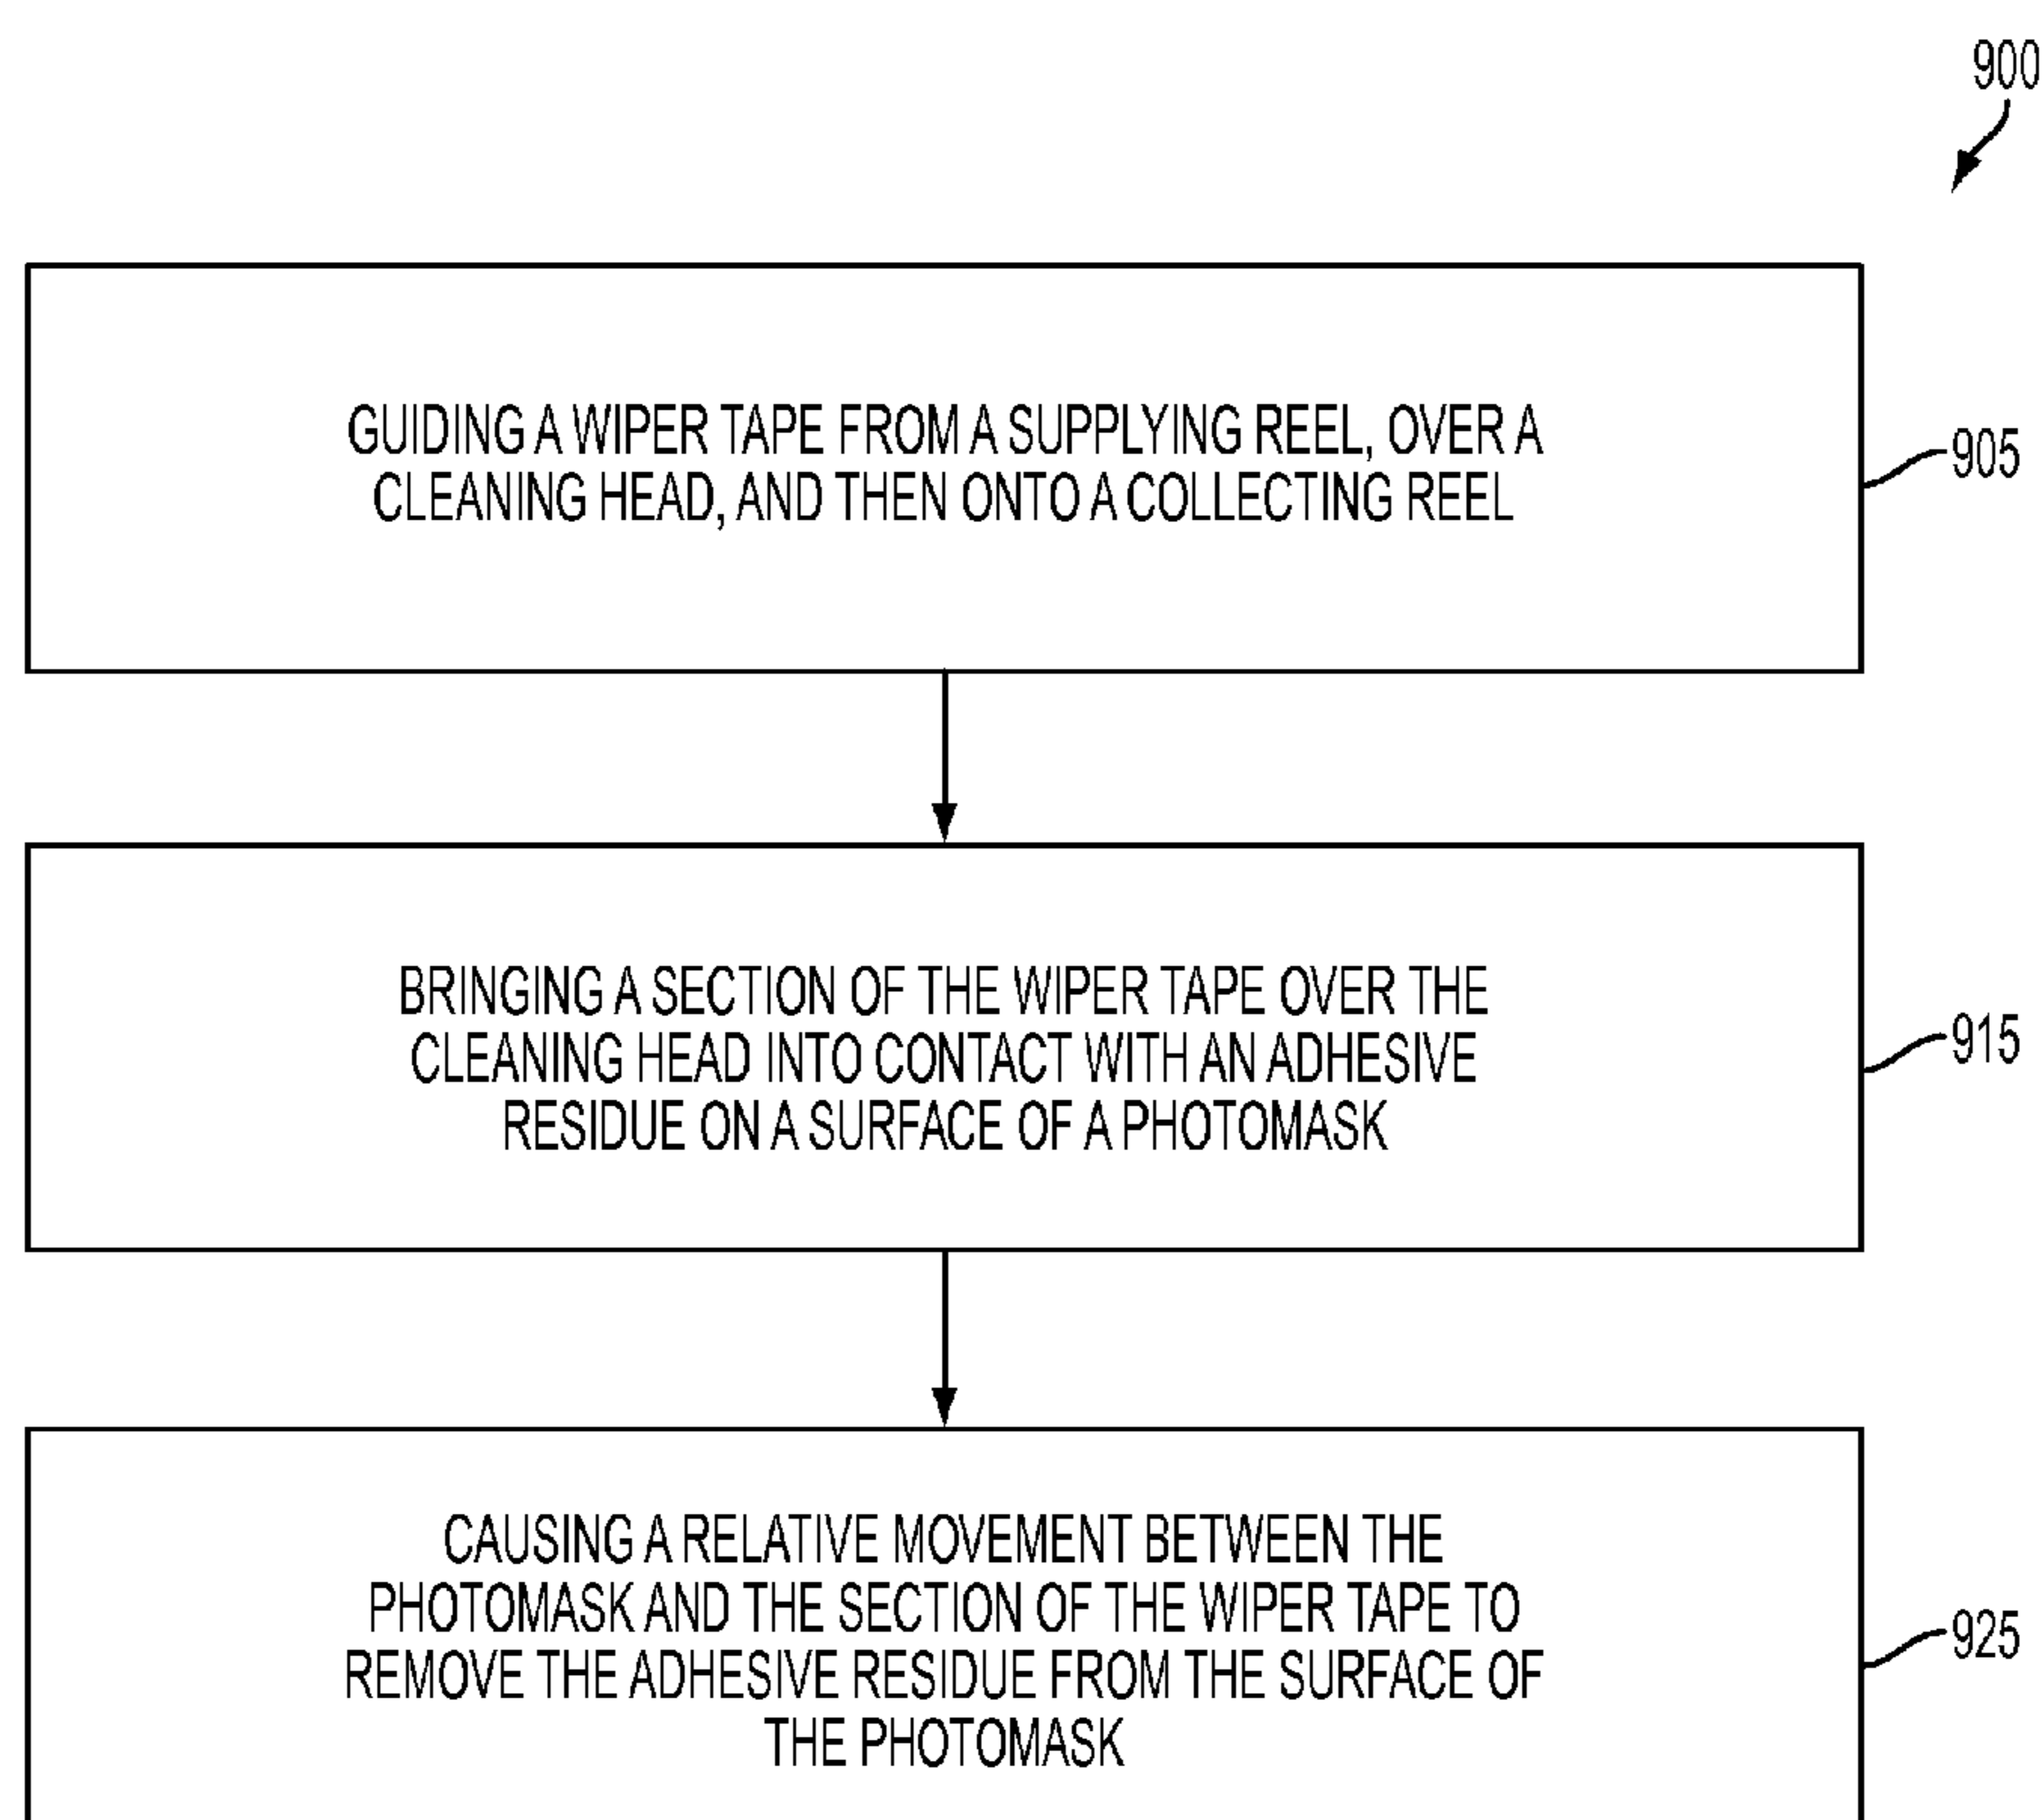 900
GUIDING A WIPER TAPE FROM A SUPPLYING REEL, OVER A
CLEANING HEAD, AND THEN ONTO A COLLECTING REEL
905
BRINGING A SECTION OF THE WIPER TAPE OVER THE
CLEANING HEAD INTO CONTACT WITH AN ADHESIVE
RESIDUE ON A SURFACE OF A PHOTOMASK
915
CAUSING A RELATIVE MOVEMENT BETWEEN THE
PHOTOMASK AND THE SECTION OF THE WIPER TAPE TO
REMOVE THE ADHESIVE RESIDUE FROM THE SURFACE OF
THE PHOTOMASK
925